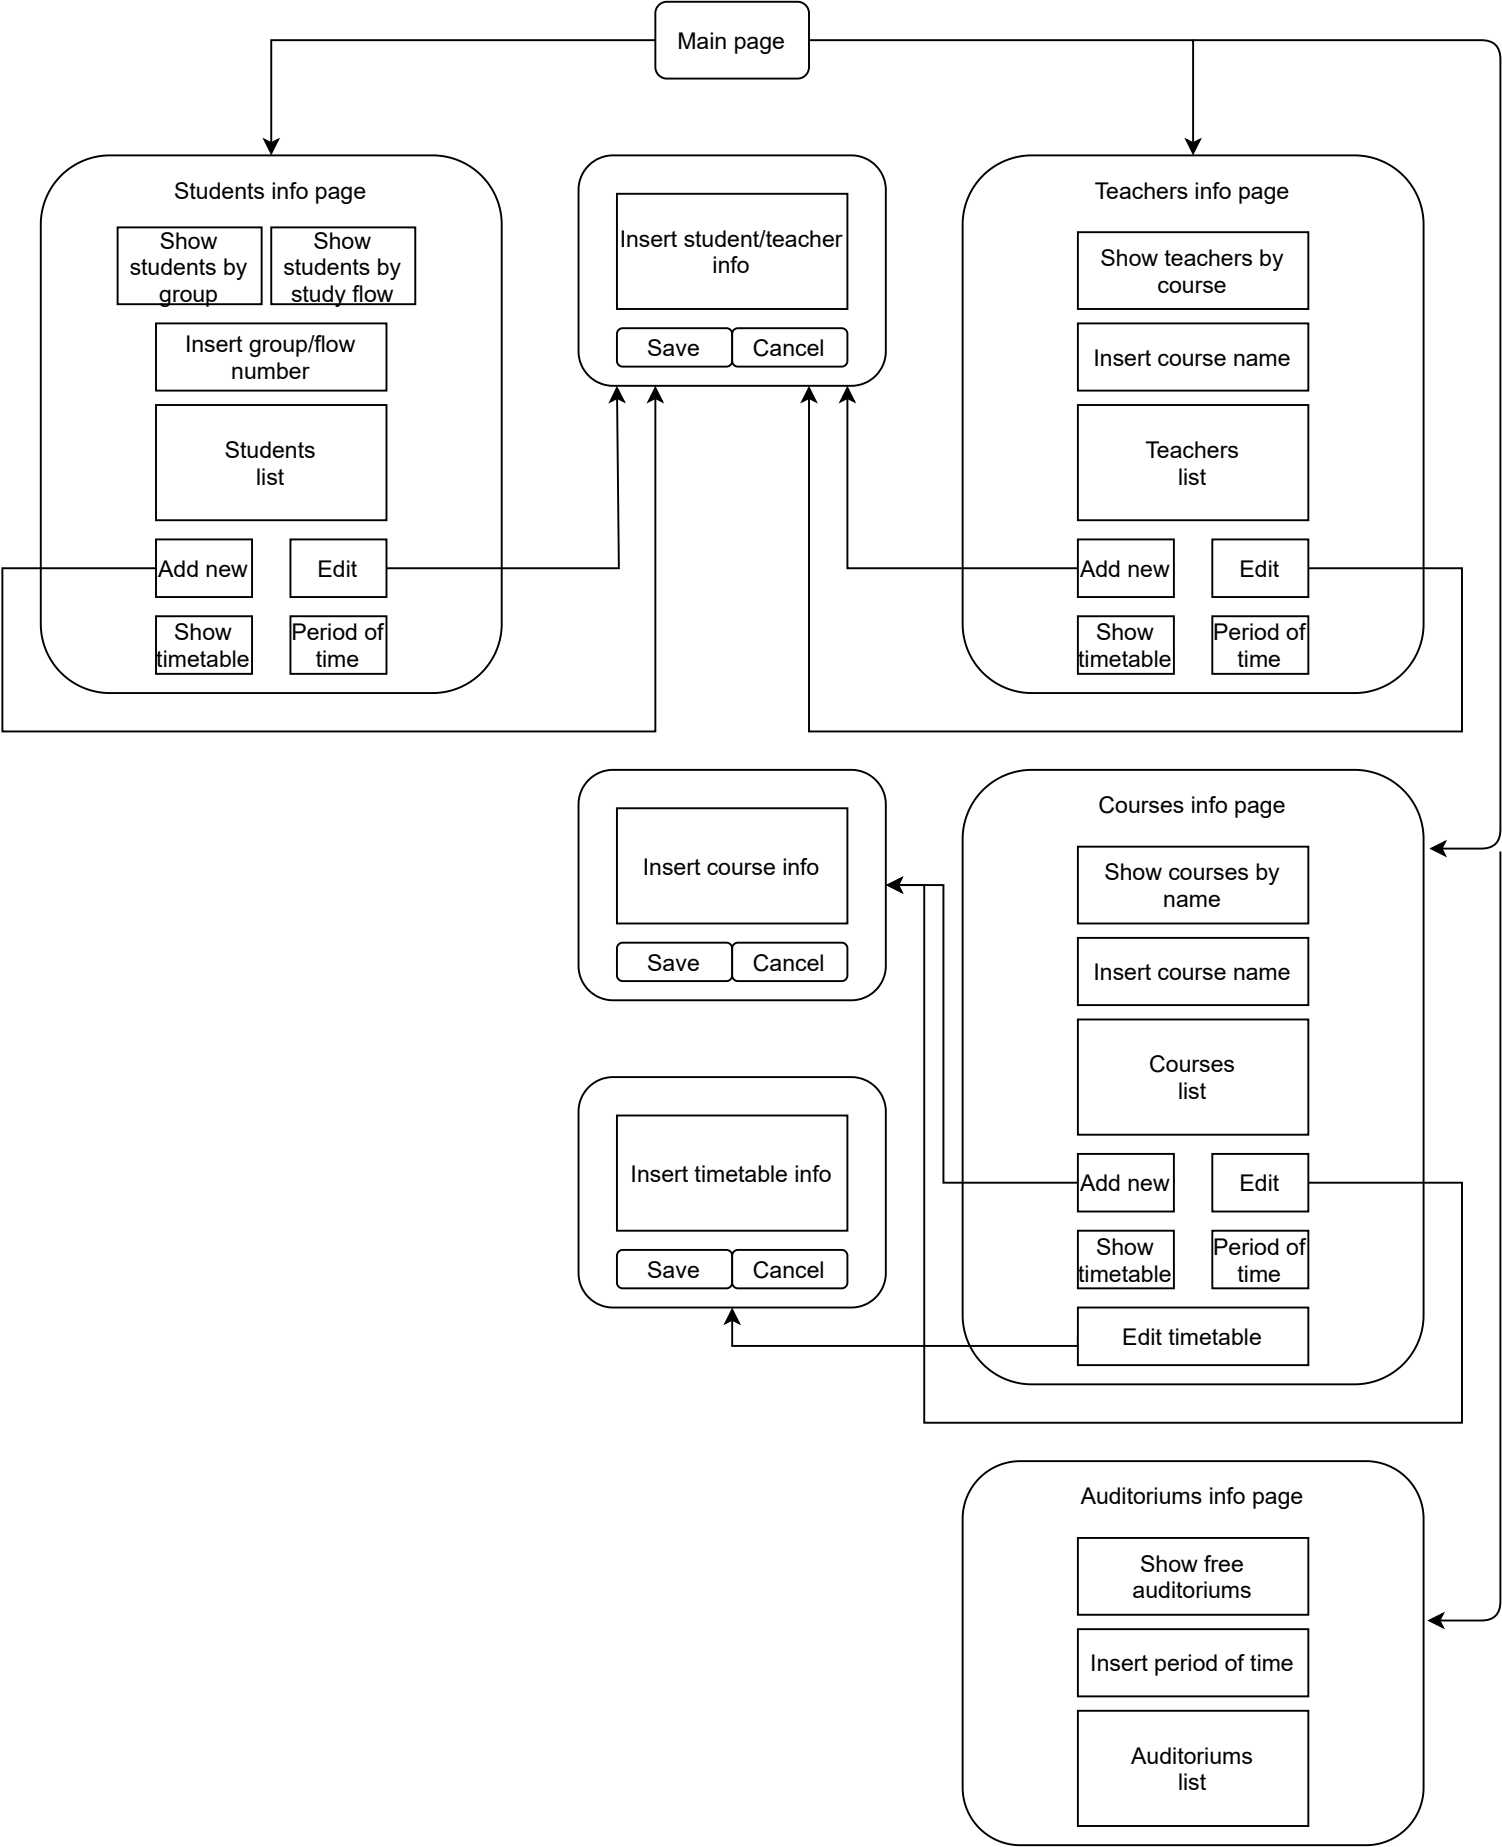 Main page
Students info page
Show
students by
group
Show
students by
study flow
Insert group/flow
number
Students
list
Add new
Edit
Show
timetable
Period of
time
Insert student/teacher
info
Save
Cancel
Teachers info page
Show teachers by
course
Insert course name
Teachers
list
Add new
Edit
Show
timetable
Period of
time
Insert course info
Save
Cancel
Courses info page
Show courses by
name
Insert course name
Courses
list
Add new
Edit
Show
timetable
Period of
time
Edit timetable
Insert timetable info
Save
Cancel
Auditoriums info page
Show free
auditoriums
Insert period of time
Auditoriums
list